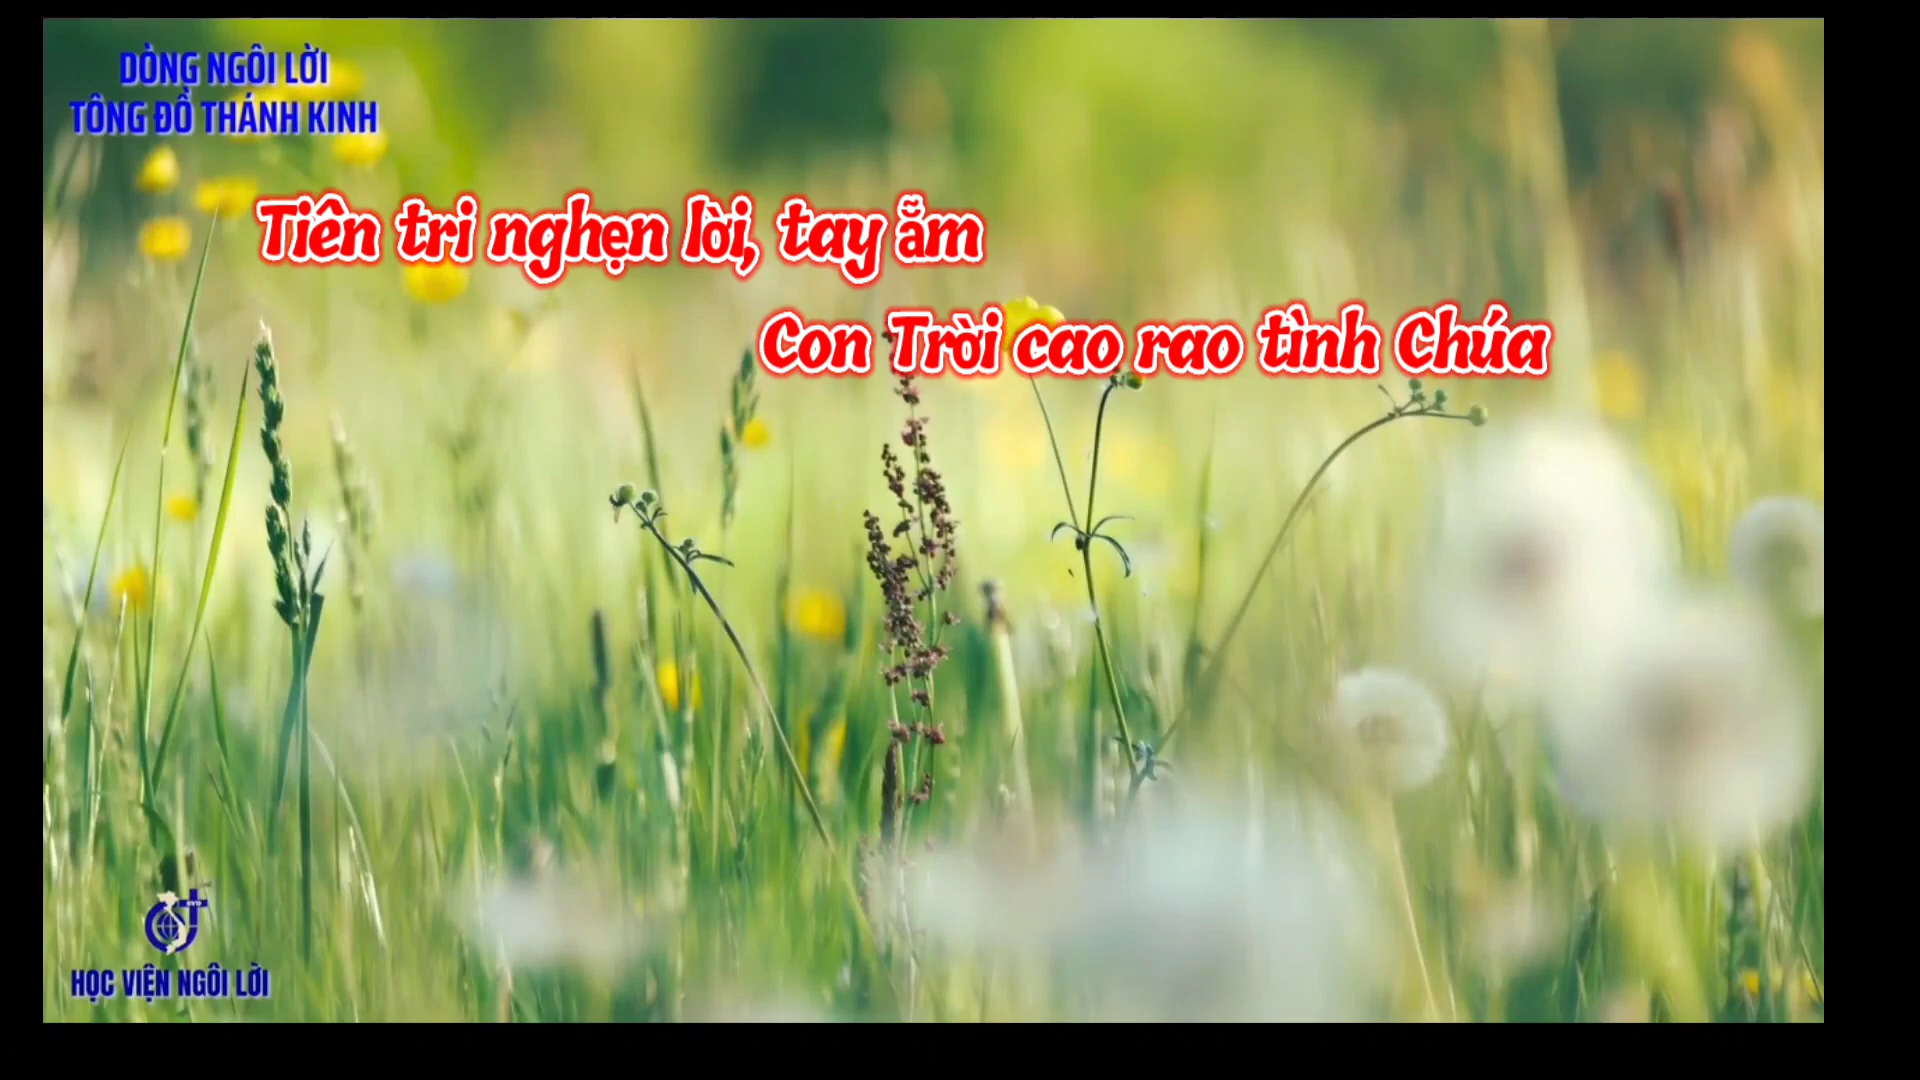 DÒNG NGÔI LỜI
TÔNG ĐỒ THÁNH KINH
Tiên tri nghẹn lời, tay ẵm
Con Trời cao rao tình Chúa
HỌC VIỆN NGÔI LỜI